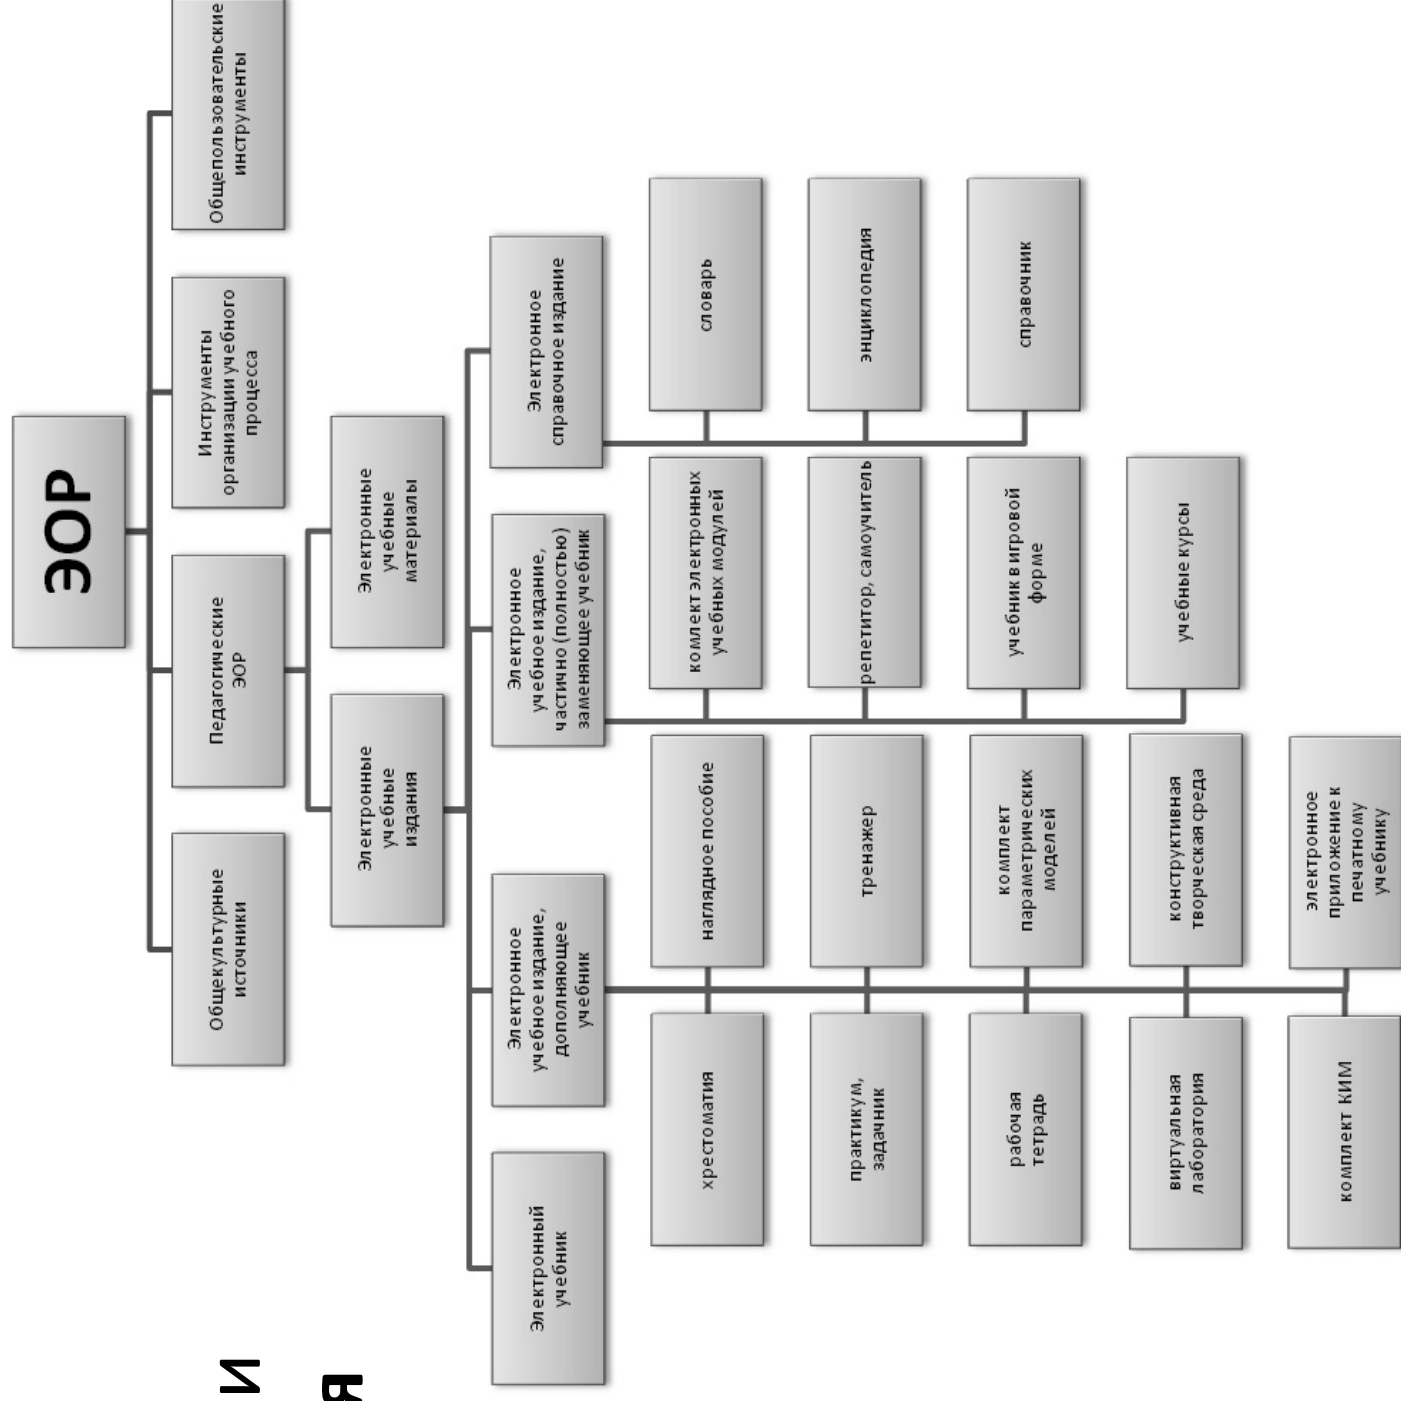 ЭОР
Общекультурные
источники
Педагогические
ЭОР
Инструменты
организации учебного
процесса
Общепользовательские
инструменты
Электронные
учебные
издания
Электронные
учебные
материалы
Электронный
учебник
Электронное
учебное издание,
дополняющее
учебник
Электронное
учебное издание,
частично (полностью)
заменяющее учебник
Электронное
справочное издание
хрестоматия
наглядное пособие
комлект электронных
учебных модулей
словарь
практикум,
задачник
тренажер
репетитор, самоучитель
энциклопедия
рабочая
тетрадь
комплект
параметрических
моделей
учебник в игровой
форме
справочник
виртуальная
лаборатория
конструктивная
творческая среда
учебные курсы
комплект КИМ
электронное
приложение к
печатному
учебнику
и
я